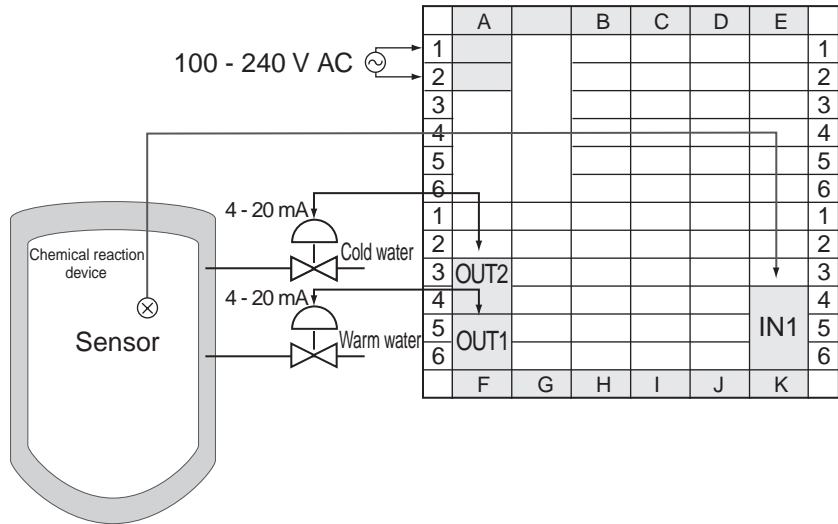 A B C D E
100 - 240 V AC
1 1
2 2
3 3
4 4
5 5
6 6
4 - 20 mA
1 1
Cold water
2 2
Chemical reaction
device
3 OUT2 3
4 - 20 mA
4 4
Sensor
Warm water
5 OUT1 IN1 5
6 6
F G H I J K